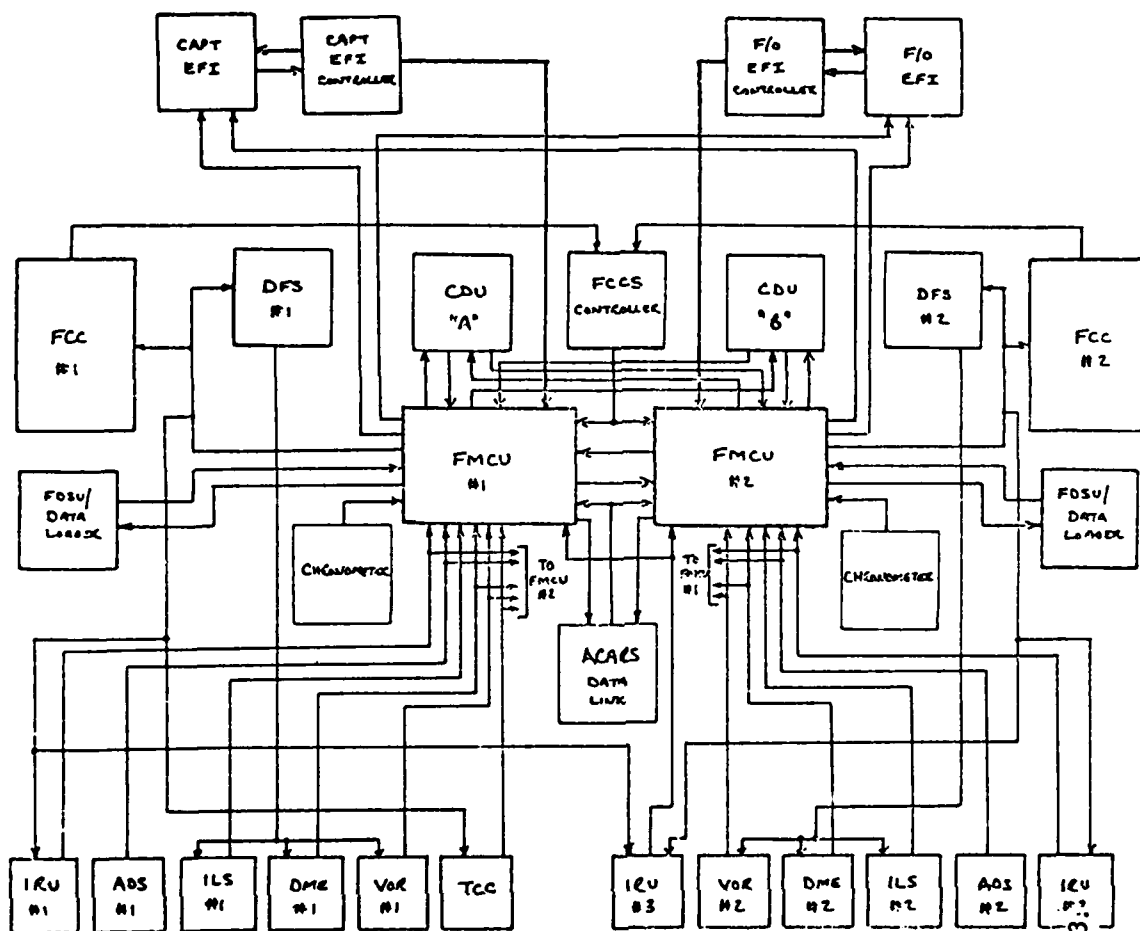 CAPT
EFI
CAPT
EFI
CONTROLLER
F/O
EFI
CONTROLLER
F/O
EFI
FCC
#1
DFS
#1
CDU
"A"
FCCS
CONTROLLER
CDU
"B"
DFS
#2
FCC
#2
FMCU
#1
FMCU
#2
FDSU/
DATA
LOADER
CHRONOMETER
TO
FMCU
#2
TO
FMCU
#1
CHRONOMETER
FDSU/
DATA
LOADER
ACARS
DATA
LINK
IRU
#1
ADS
#1
ILS
#1
DME
#1
VOR
#1
TCC
IRU
#3
VOR
#2
DME
#2
ILS
#2
ADS
#2
IRU
#2